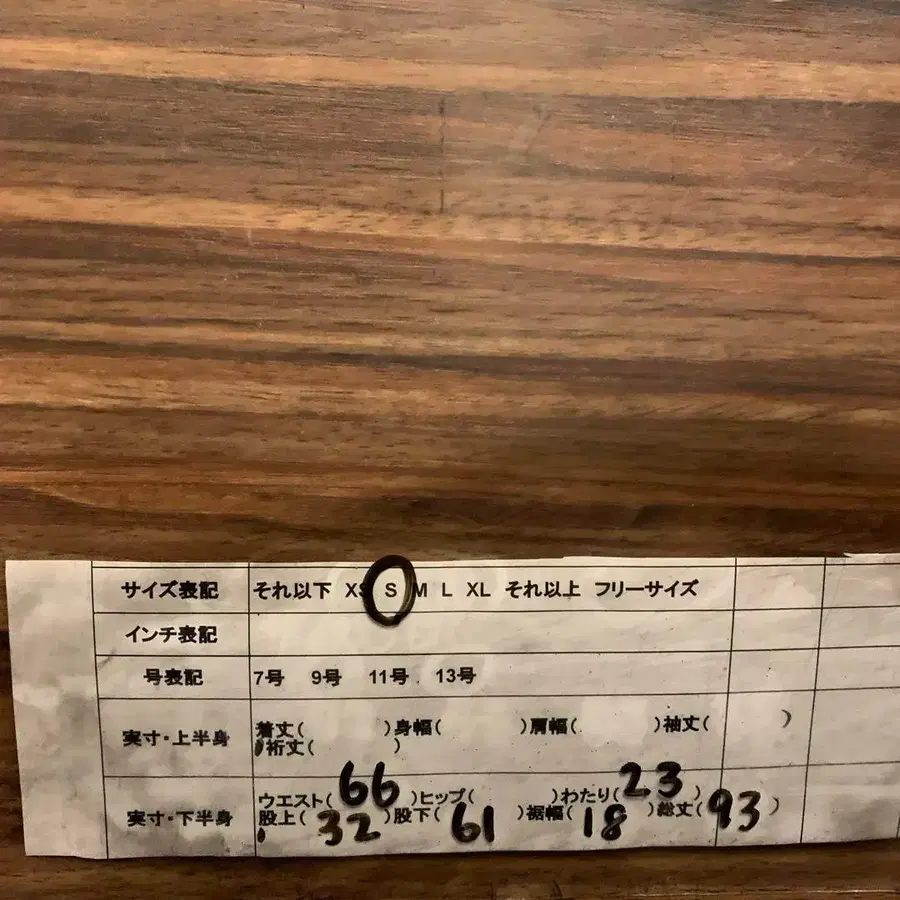 サイズ表記 それ以下 XS S M L XL それ以上 フリーサイズ
インチ表記
号表記 7号 9号 11号 13号
実寸・上半身 着丈( )身幅( )肩幅( )袖丈( )
裄丈( )
実寸・下半身 ウエスト( 66 )ヒップ( )わたり( 23 )
股上( 32 )股下( 61 )裾幅( 18 )総丈( 93 )